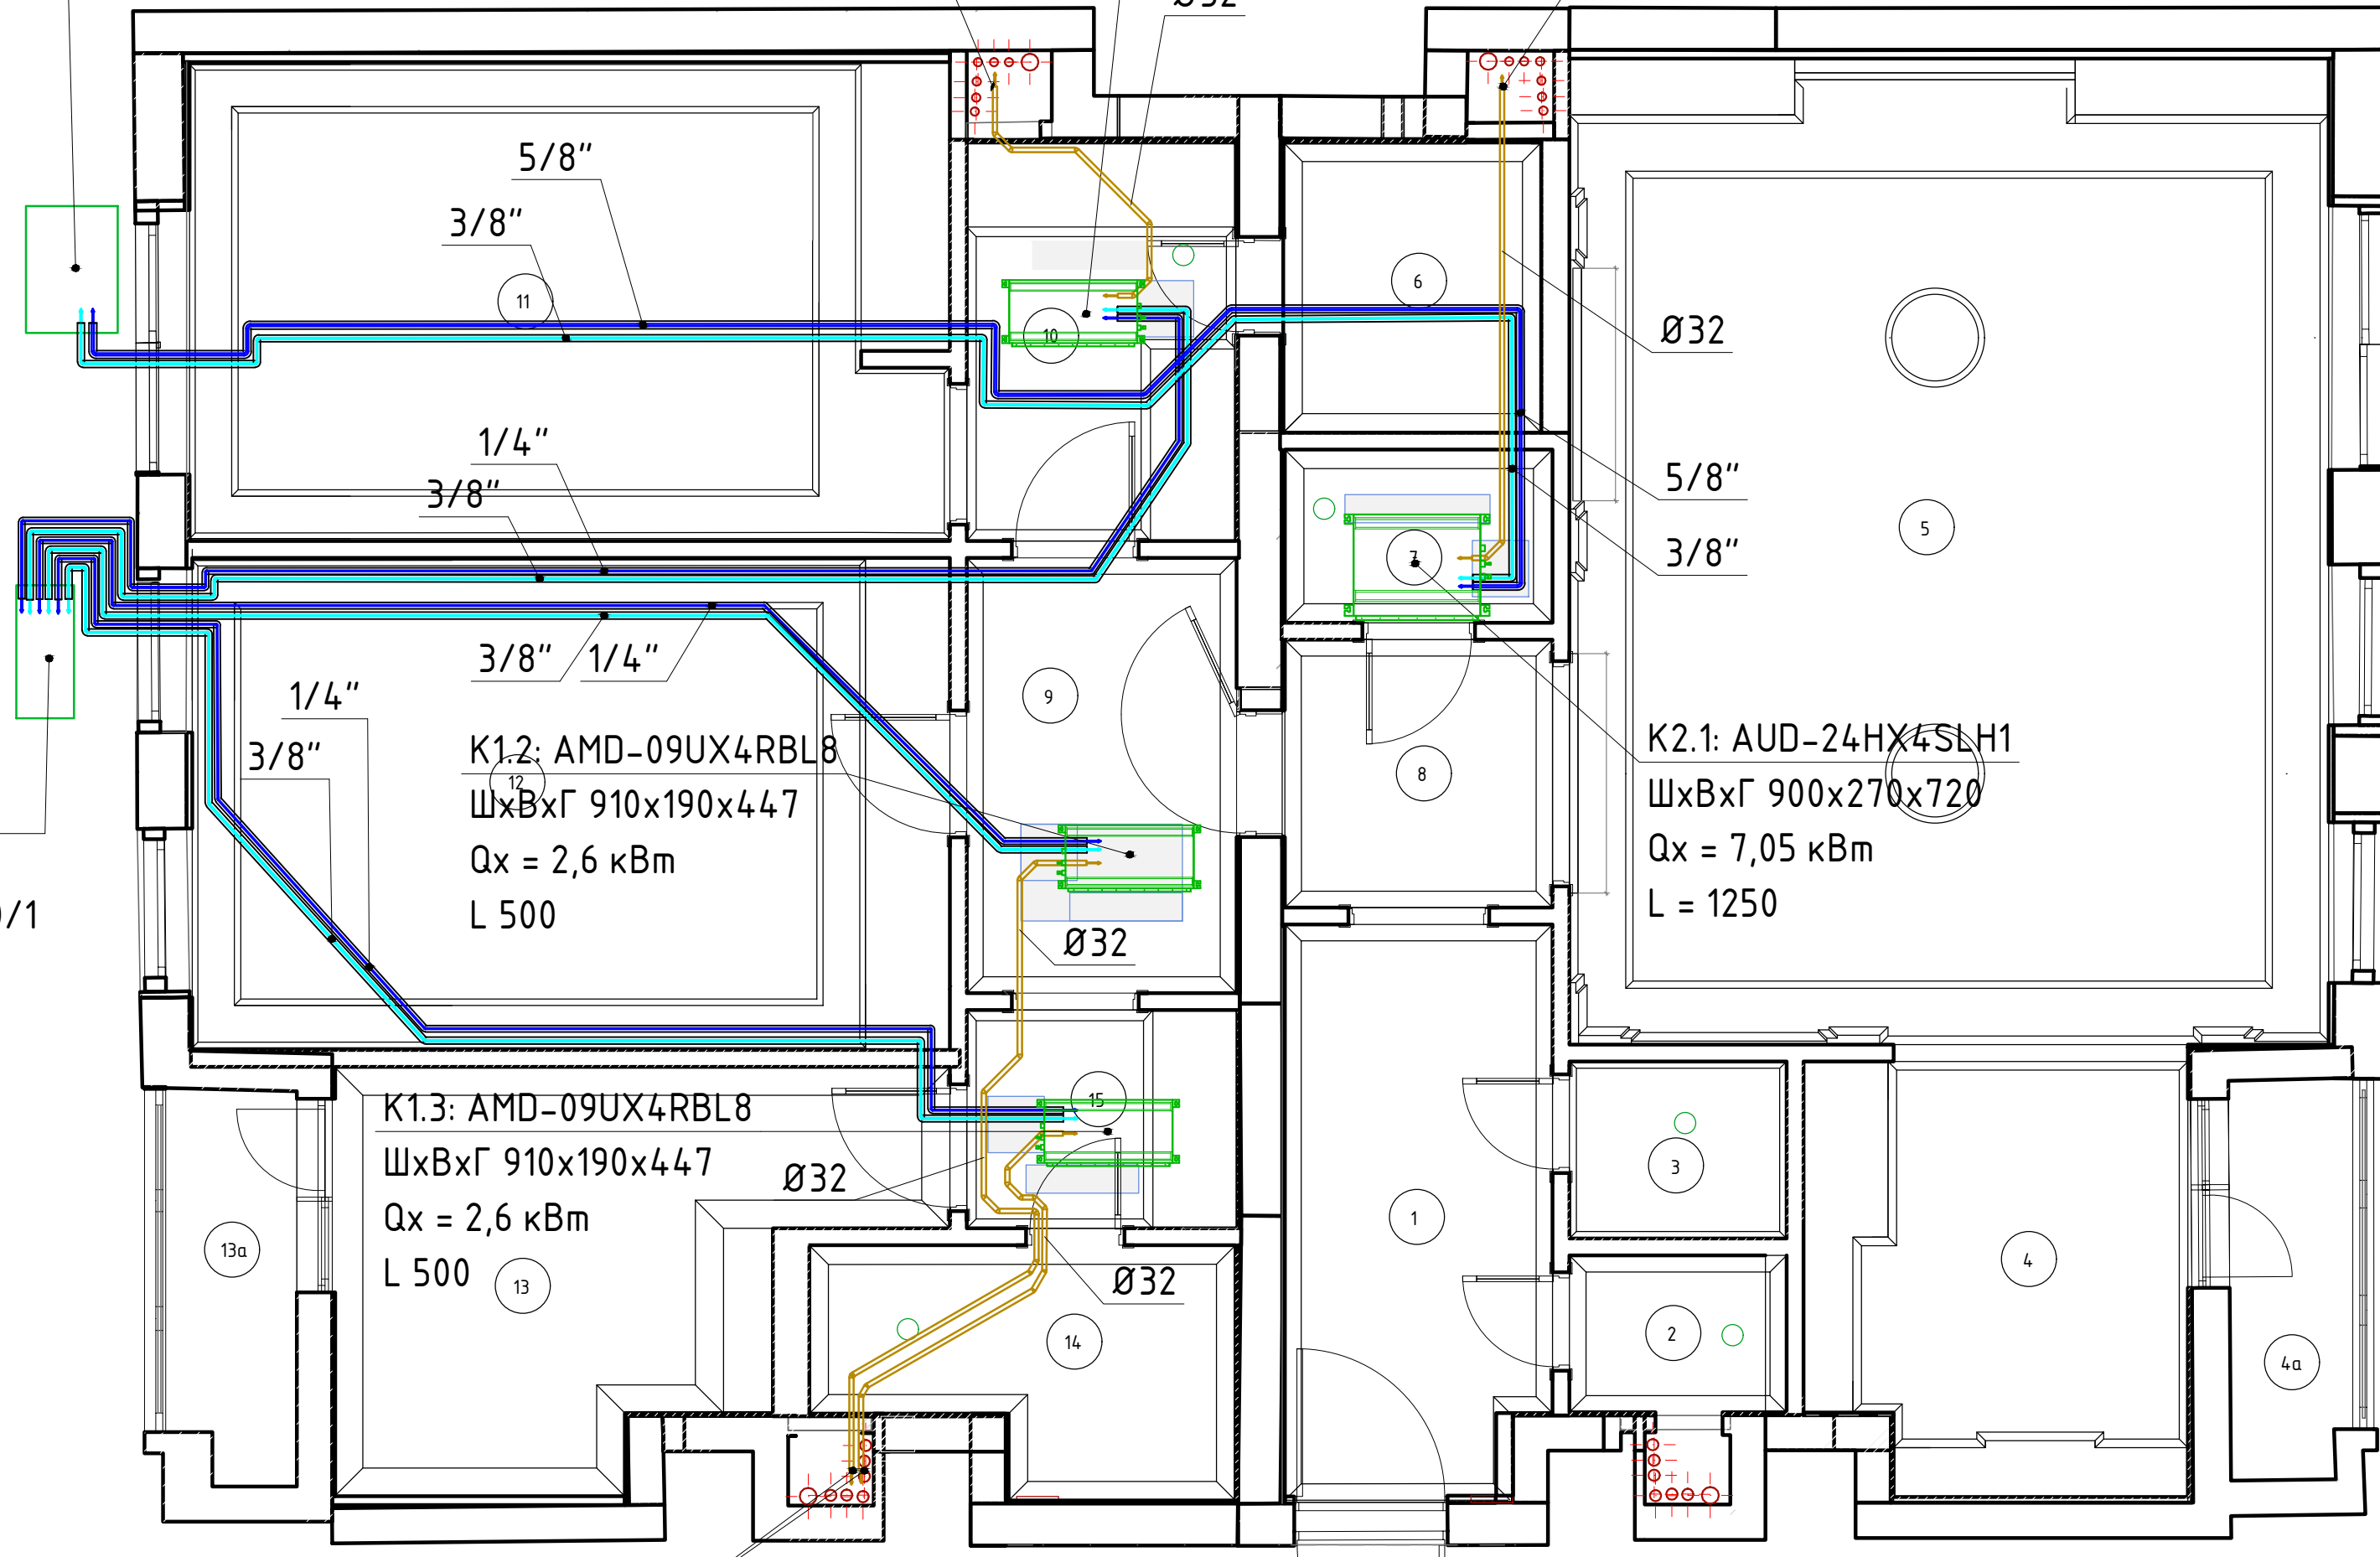 Ø32
5/8"
3/8"
11
6
10
Ø32
1/4"
3/8"
5/8"
5
7
3/8"
3/8" 1/4"
1/4"
9
3/8"
K1.2: AMD-09UX4RBL8
12
ШxВxГ 910x190x447
Qx = 2,6 кВт
L 500
8
K2.1: AUD-24HX4SLH1
ШxВxГ 900x270x720
Qx = 7,05 кВт
L = 1250
/1
Ø32
K1.3: AMD-09UX4RBL8
15
ШxВxГ 910x190x447
Qx = 2,6 кВт
L 500
Ø32
3
1
13а
13
4
Ø32
14
2
4а